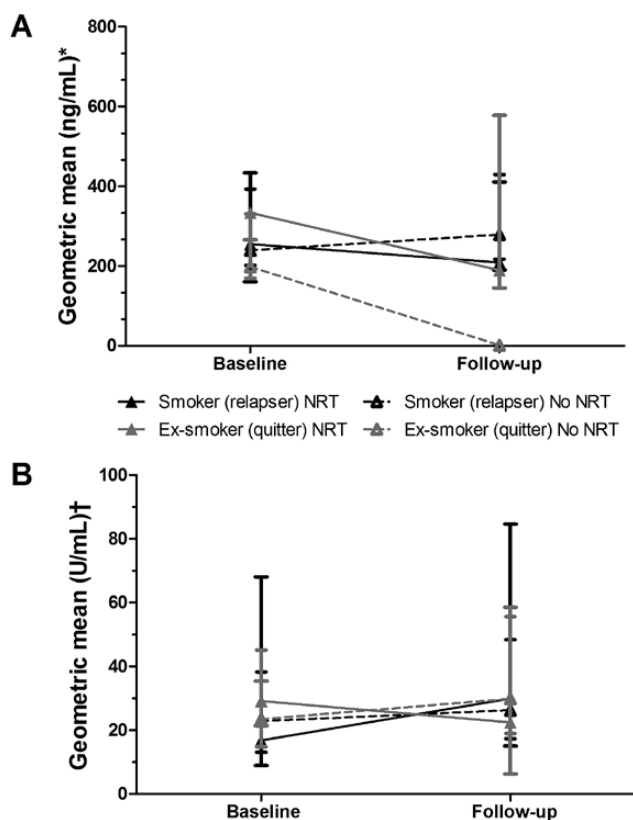 A
Geometric mean (ng/mL)*
800
600
400
200
0
Baseline Follow-up
Smoker (relapser) NRT Smoker (relapser) No NRT
Ex-smoker (quitter) NRT Ex-smoker (quitter) No NRT
B
Geometric mean (U/mL)†
100
80
60
40
20
0
Baseline Follow-up